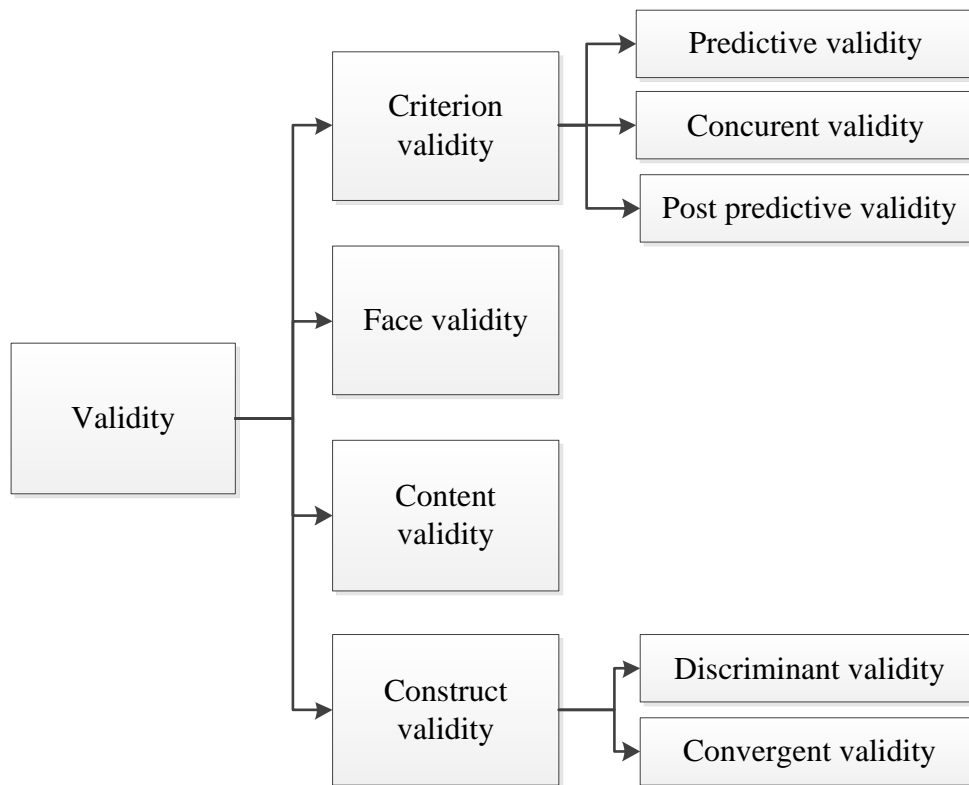 Validity
Criterion
validity
Predictive validity
Concurent validity
Post predictive validity
Face validity
Content
validity
Construct
validity
Discriminant validity
Convergent validity